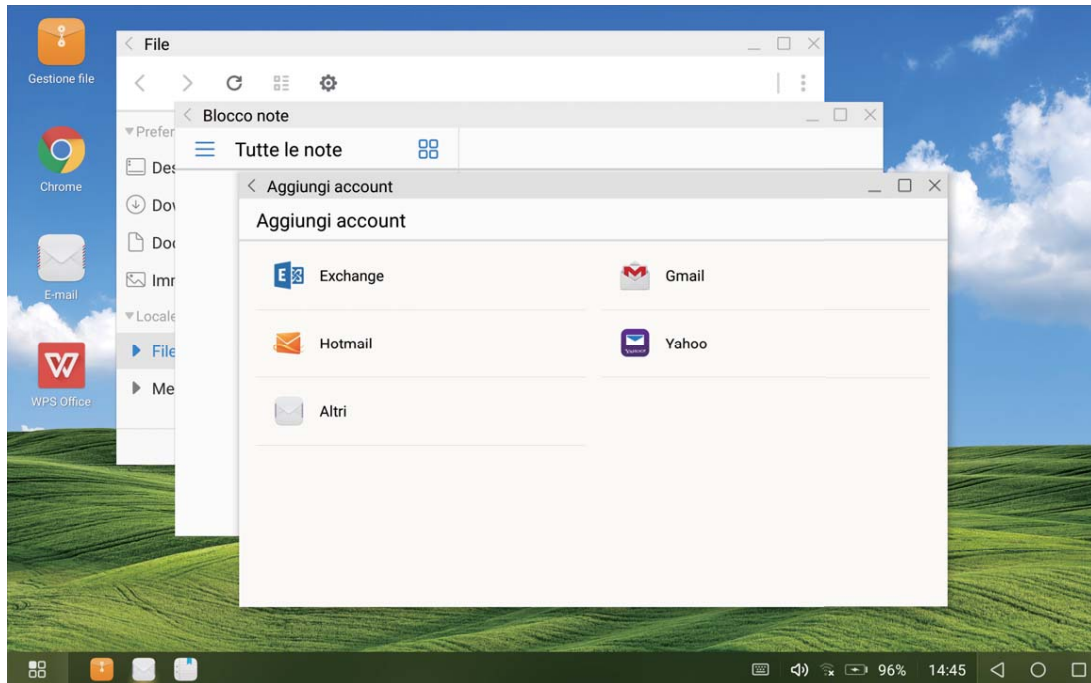 Gestione file
Chrome
E-mail
WPS Office
File
Prefer
Des
Dov
Doc
Imr
Locale
File
Me
Blocco note
Tutte le note
Aggiungi account
Aggiungi account
Exchange
Gmail
Hotmail
Yahoo
Altri
96% 14:45